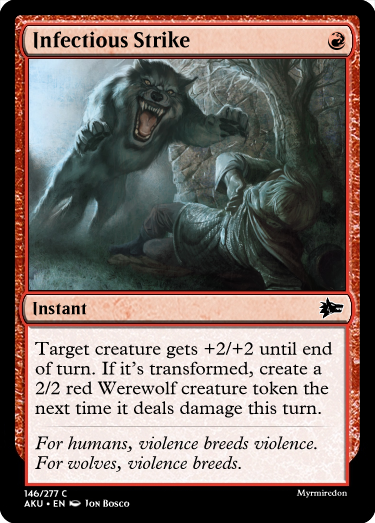 Infectious Strike
Instant
Target creature gets +2/+2 until end
of turn. If it's transformed, create a
2/2 red Werewolf creature token the
next time it deals damage this turn.
For humans, violence breeds violence.
For wolves, violence breeds.
146/277 C
Myrmiredon
AKU • EN Jon Bosco